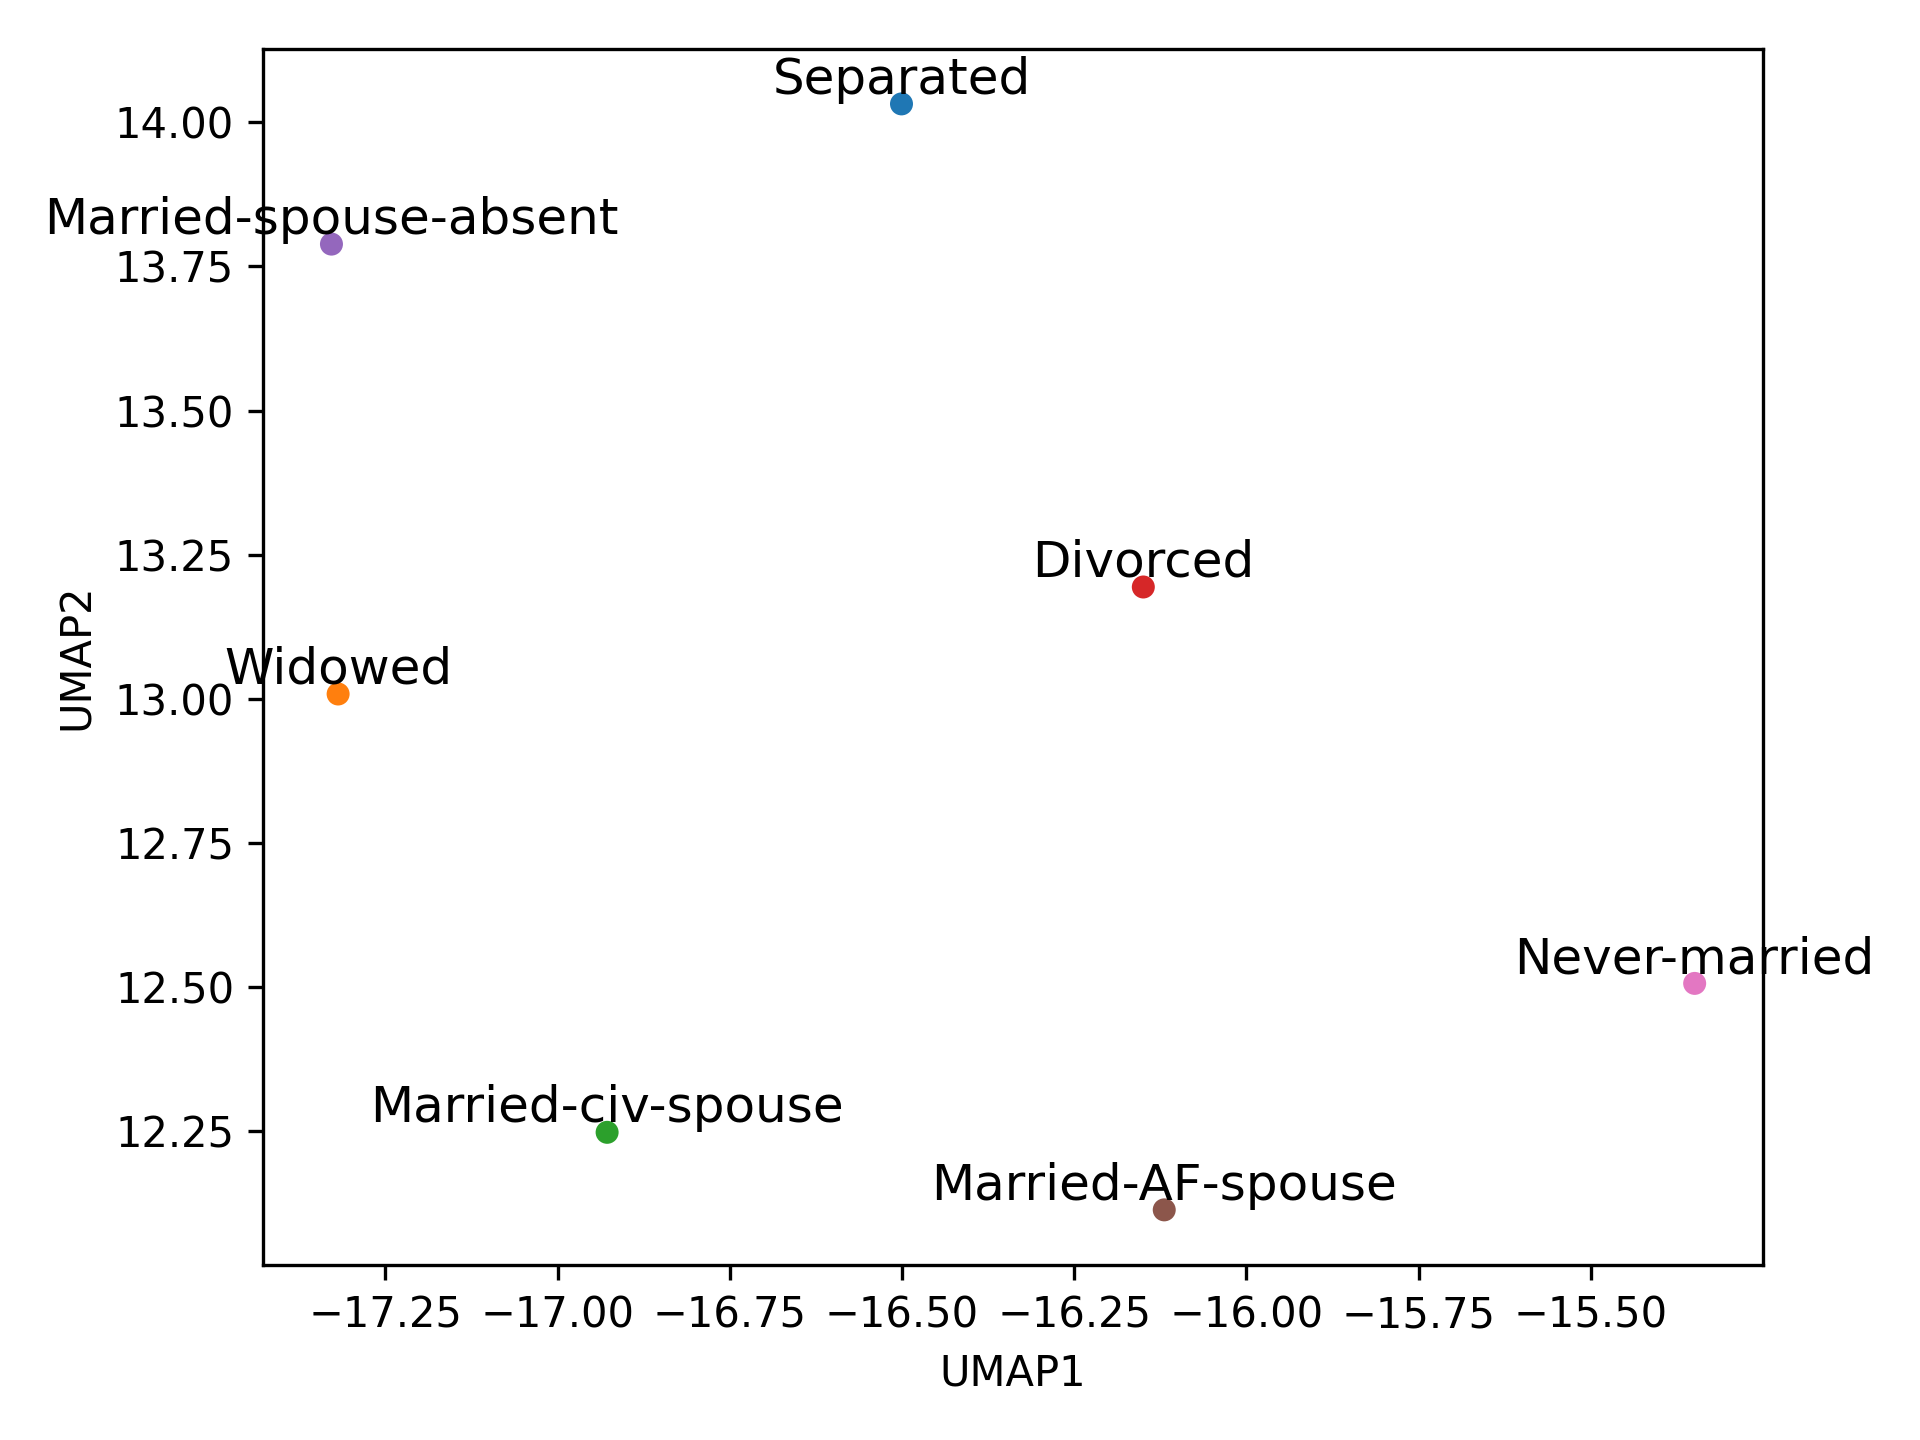 Separated
14.00
Married-spouse-absent
13.75
13.50
13.25
Divorced
UMAP2
Widowed
13.00
12.75
Never-married
12.50
Married-civ-spouse
12.25
Married-AF-spouse
−17.25 −17.00 −16.75 −16.50 −16.25 −16.00 −15.75 −15.50
UMAP1